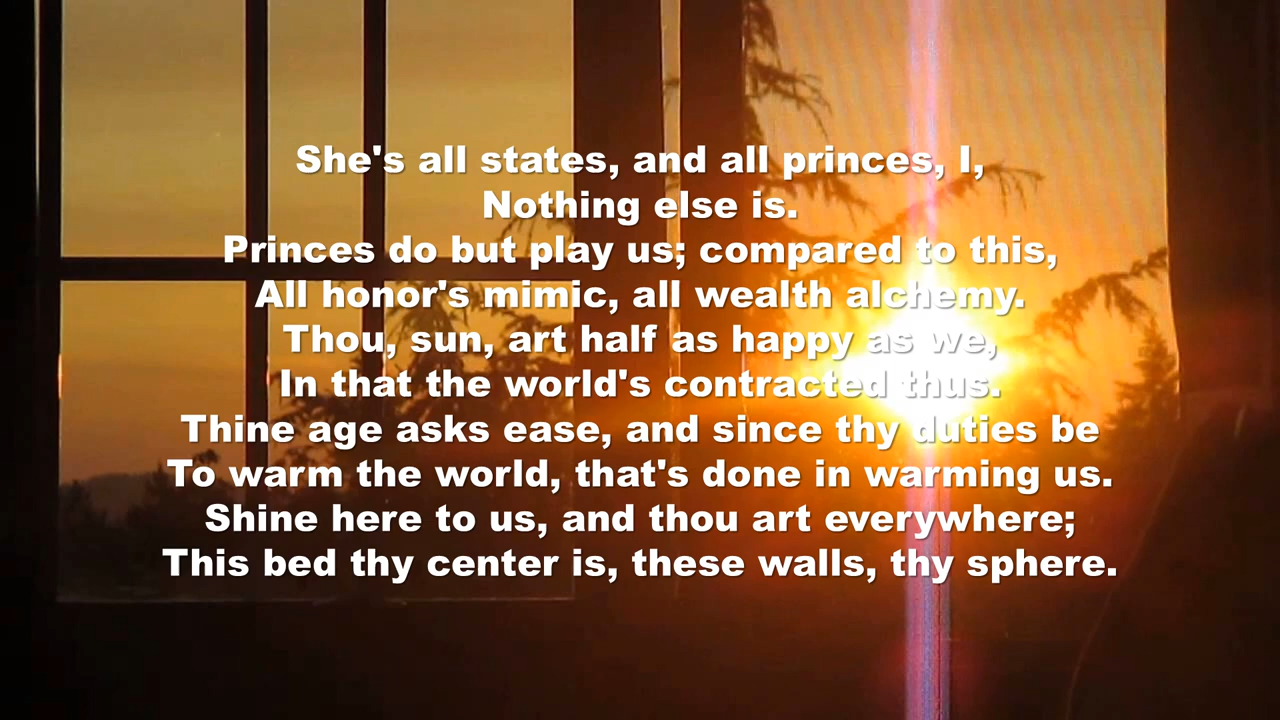 She's all states, and all princes, I,
Nothing else is.
Princes do but play us; compared to this,
All honor's mimic, all wealth alchemy.
Thou, sun, art half as happy as we,
In that the world's contracted thus.
Thine age asks ease, and since thy duties be
To warm the world, that's done in warming us.
Shine here to us, and thou art everywhere;
This bed thy center is, these walls, thy sphere.